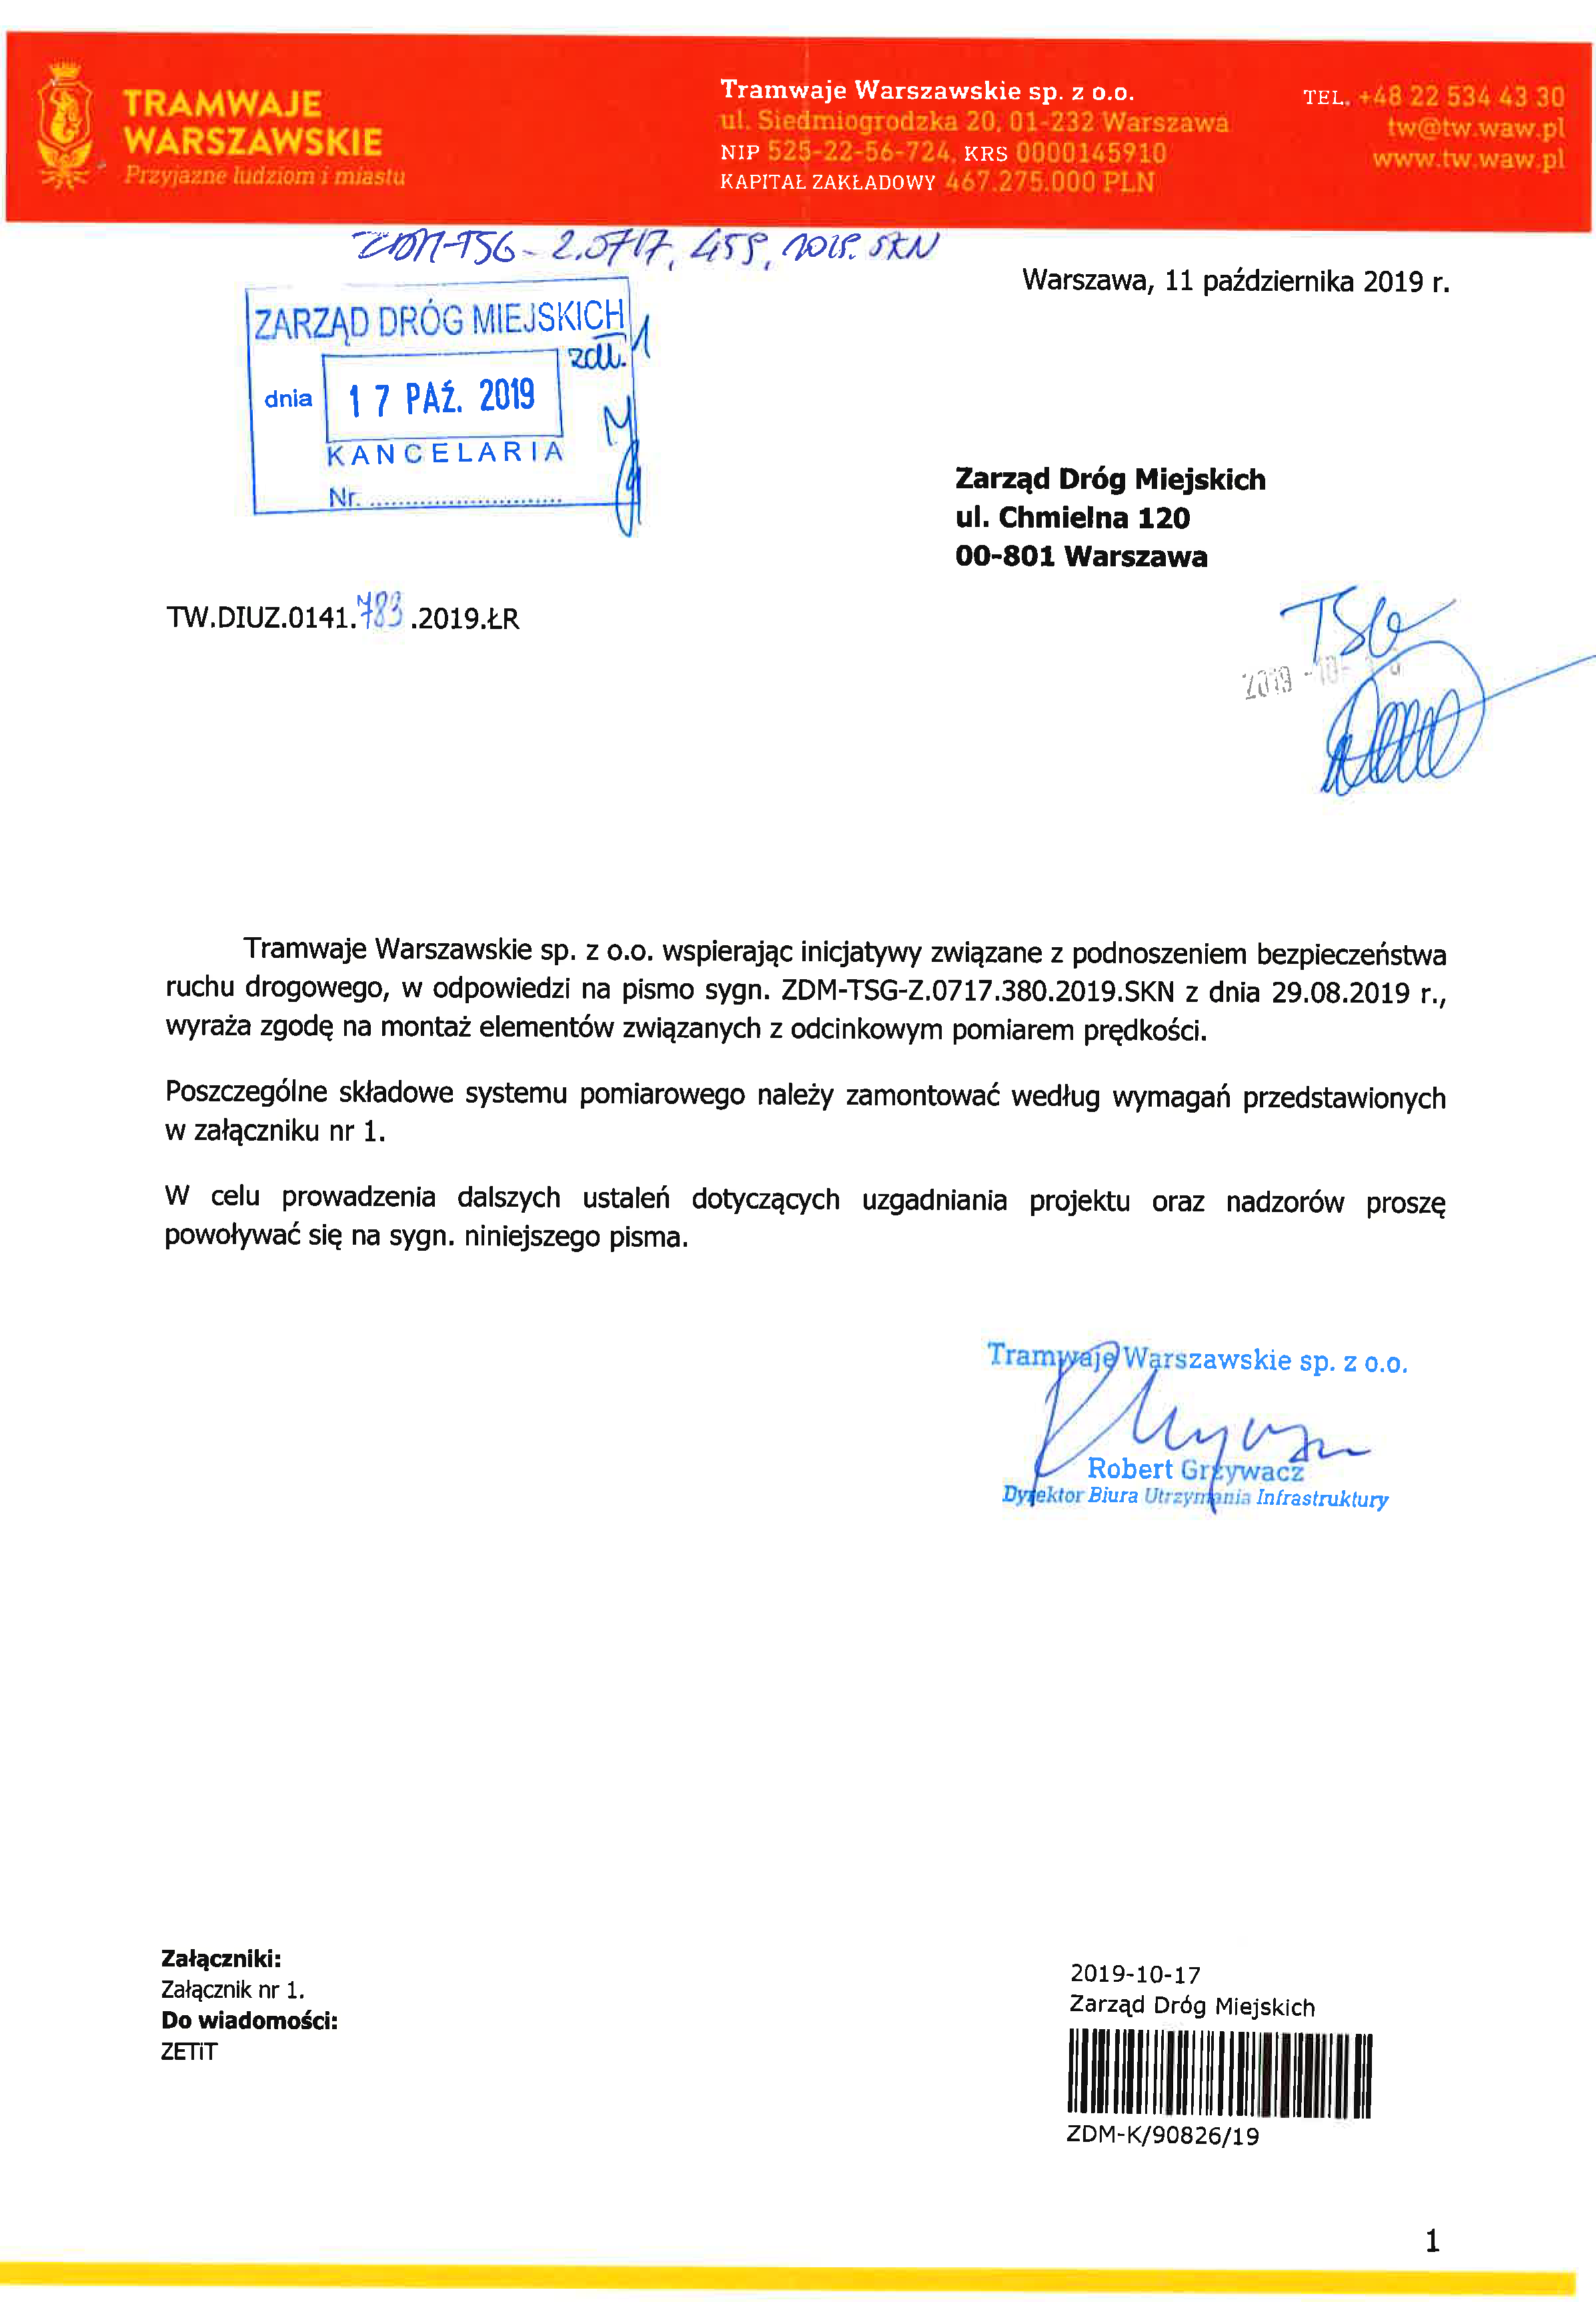 TRAMWAJE
WARSZAWSKIE
Przyjazne ludziom i miastu
Tramwaje Warszawskie sp. z o.o.
ul. Siedmiogrodzka 20, 01-232 Warszawa
NIP 525-22-56-724, KRS 0000145910
KAPITAŁ ZAKŁADOWY 467.275.000 PLN
TEL. +48 22 534 43 30
tw@tw.waw.pl
www.tw.waw.pl
ZDM-TSG-Z.0717.459.2019.SKN
Warszawa, 11 października 2019 r.
ZARZĄD DRÓG MIEJSKICH
zał. 1
dnia 17 PAŹ. 2019
KANCELARIA
Nr. ............................
Zarząd Dróg Miejskich
ul. Chmielna 120
00-801 Warszawa
TW.DIUZ.0141.783.2019.ŁR
TSG
2019 -10-
Tramwaje Warszawskie sp. z o.o. wspierając inicjatywy związane z podnoszeniem bezpieczeństwa
ruchu drogowego, w odpowiedzi na pismo sygn. ZDM-TSG-Z.0717.380.2019.SKN z dnia 29.08.2019 r.,
wyraża zgodę na montaż elementów związanych z odcinkowym pomiarem prędkości.
Poszczególne składowe systemu pomiarowego należy zamontować według wymagań przedstawionych
w załączniku nr 1.
W celu prowadzenia dalszych ustaleń dotyczących uzgadniania projektu oraz nadzorów proszę
powoływać się na sygn. niniejszego pisma.
Tramwaje Warszawskie sp. z o.o.
Robert Grzywacz
Dyrektor Biura Utrzymania Infrastruktury
Załączniki:
Załącznik nr 1.
Do wiadomości:
ZETiT
2019-10-17
Zarząd Dróg Miejskich
ZDM-K/90826/19
1